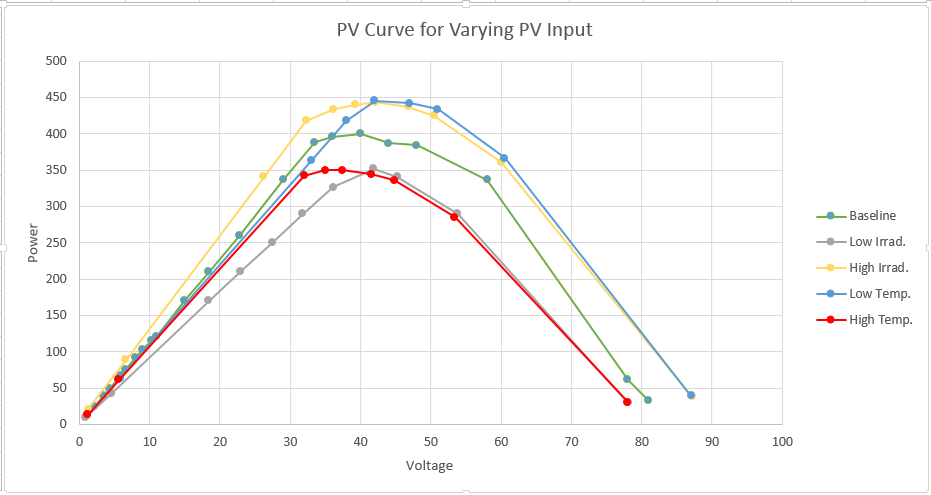 PV Curve for Varying PV Input
500
450
400
350
300
250
200
150
100
50
0
Power
0 10 20 30 40 50 60 70 80 90 100
Voltage
Baseline
Low Irrad.
High Irrad.
Low Temp.
High Temp.